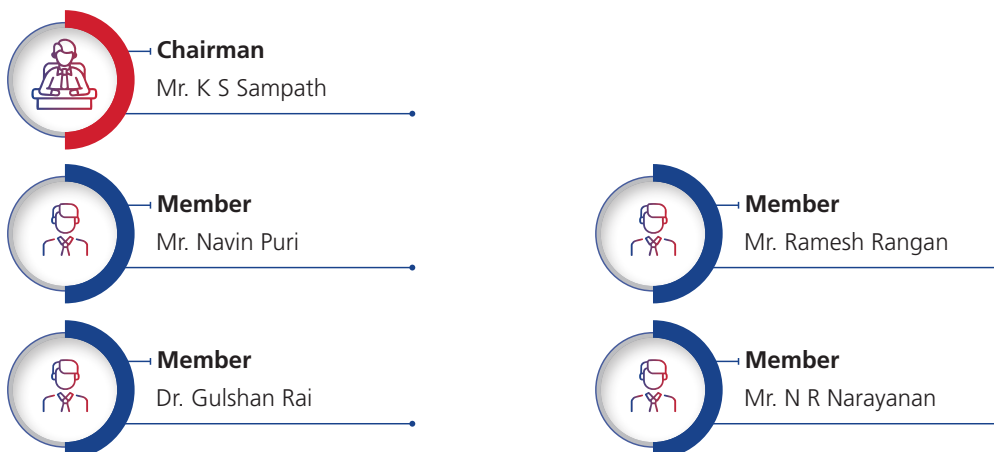 Chairman
Mr. K S Sampath
Member
Mr. Navin Puri
Member
Mr. Ramesh Rangan
Member
Dr. Gulshan Rai
Member
Mr. N R Narayanan